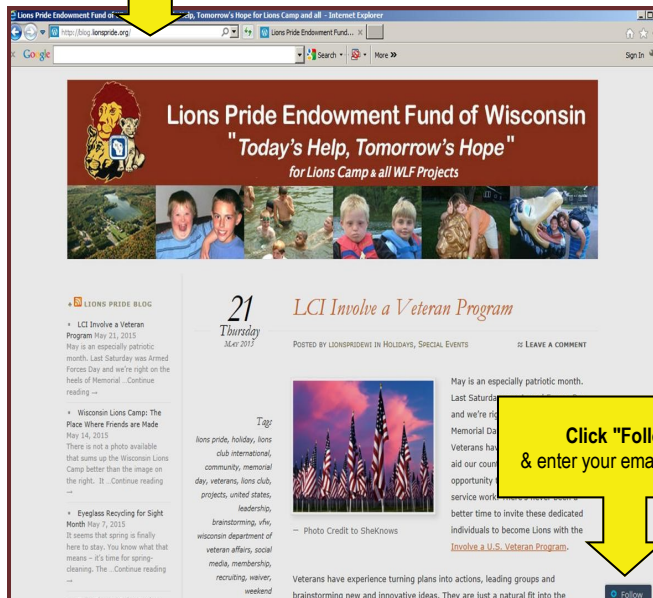 Lions Pride Endowment Fund of
lp, Tomorrow's Hope for Lions Camp and all - Internet Explorer
http://blog.lionspride.org/
Lions Pride Endowment Fund...
Google
Search
More »
Sign In
Lions Pride Endowment Fund of Wisconsin
"Today's Help, Tomorrow's Hope"
for Lions Camp & all WLF Projects
LIONS PRIDE BLOG
LCI Involve a Veteran
Program May 21, 2015
May is an especially patriotic
month. Last Saturday was Armed
Forces Day and we're right on the
heels of Memorial ...Continue
reading →
Wisconsin Lions Camp: The
Place Where Friends are Made
May 14, 2015
There is not a photo available
that sums up the Wisconsin Lions
Camp better than the image on
the right. It ...Continue reading
→
Eyeglass Recycling for Sight
Month May 7, 2015
It seems that spring is finally
here to stay. You know what that
means – it's time for spring-
cleaning. The ...Continue reading
→
21
Thursday
MAY 2015
Tags
lions pride, holiday, lions
club international,
community, memorial
day, veterans, lions club,
projects, united states,
leadership,
brainstorming, vfw,
wisconsin department of
veteran affairs, social
media, membership,
recruiting, waiver,
weekend
LCI Involve a Veteran Program
POSTED BY LIONSPRIDEWI IN HOLIDAYS, SPECIAL EVENTS
LEAVE A COMMENT
— Photo Credit to SheKnows
May is an especially patriotic month.
Last Saturda
and we're rig
Memorial Da
Veterans hav
aid our count
opportunity t
service work. There's never been a
better time to invite these dedicated
individuals to become Lions with the
Involve a U.S. Veteran Program.
Veterans have experience turning plans into actions, leading groups and
brainstorming new and innovative ideas. They are just a natural fit into the
Click "Follo
& enter your emai
Follow